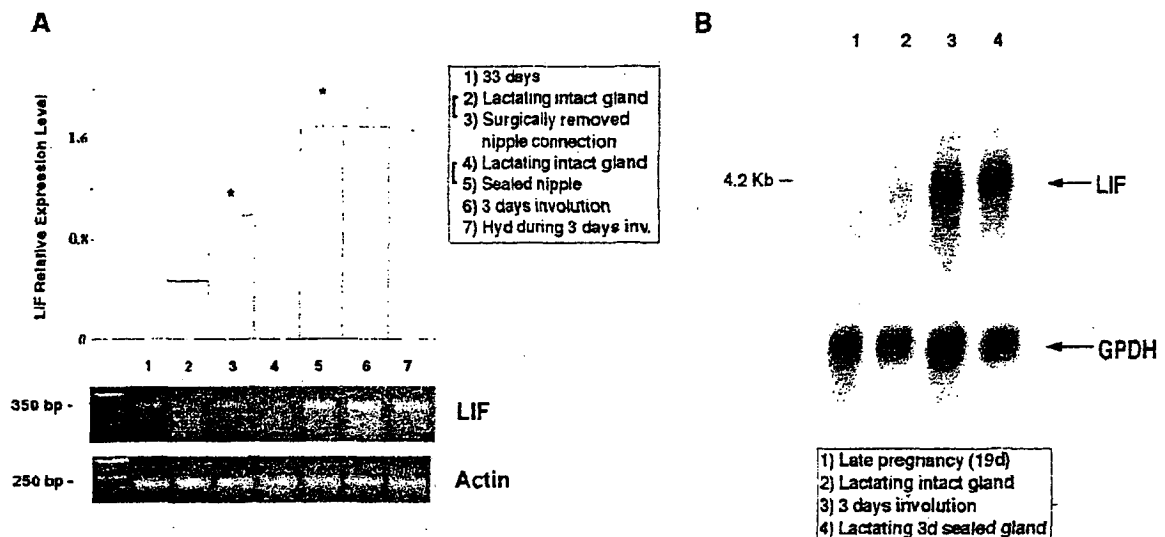 A
LIF Relative Expression Level
1.6
0.8
0
*
*
1 2 3 4 5 6 7
350 bp -
LIF
250 bp -
Actin
1) 33 days
2) Lactating intact gland
3) Surgically removed
nipple connection
4) Lactating intact gland
5) Sealed nipple
6) 3 days involution
7) Hyd during 3 days inv.
B
1 2 3 4
4.2 Kb
LIF
GPDH
1) Late pregnancy (19d)
2) Lactating intact gland
3) 3 days involution
4) Lactating 3d sealed gland